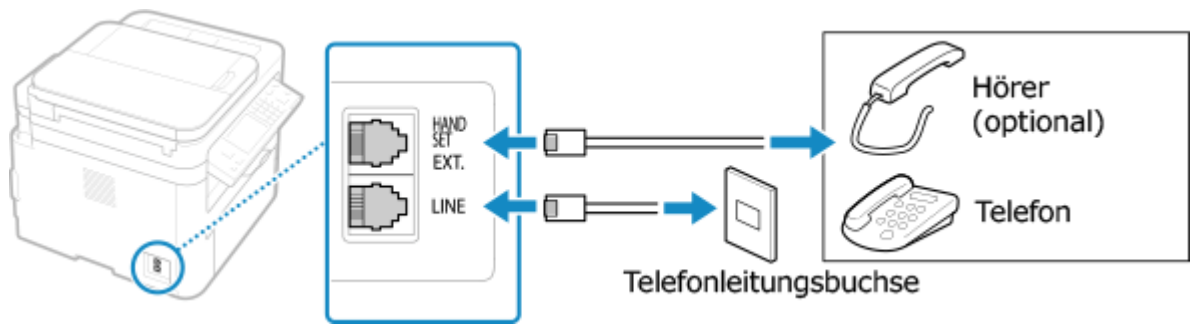 HAND
SET
EXT.
LINE
Hörer
(optional)
Telefon
Telefonleitungsbuchse